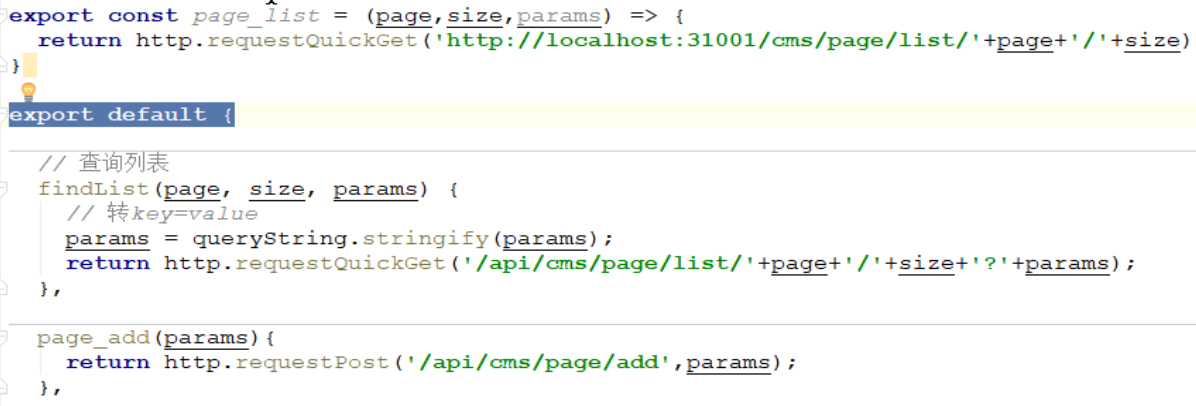 export const page_list = (page,size,params) => {
return http.requestQuickGet('http://localhost:31001/cms/page/list/'+page+'/'+size)
}
export default {
// 查询列表
findList(page, size, params) {
// 转key=value
params = queryString.stringify(params);
return http.requestQuickGet('/api/cms/page/list/'+page+'/'+size+'?'+params);
},
page_add(params){
return http.requestPost('/api/cms/page/add',params);
},